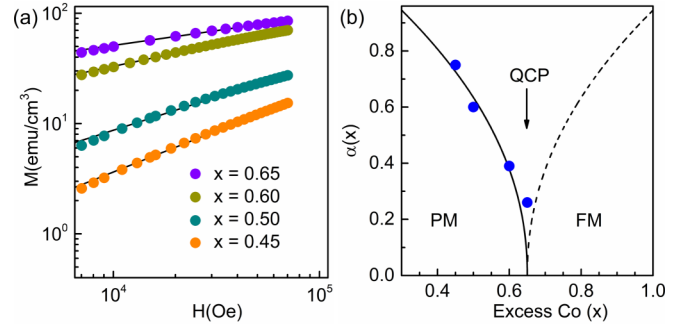 (a)
10²
10¹
10⁰
M(emu/cm³)
x = 0.65
x = 0.60
x = 0.50
x = 0.45
10⁴
10⁵
H(Oe)
(b)
0.8
0.6
0.4
0.2
0.0
α(x)
QCP
PM
FM
0.4
0.6
0.8
1.0
Excess Co (x)